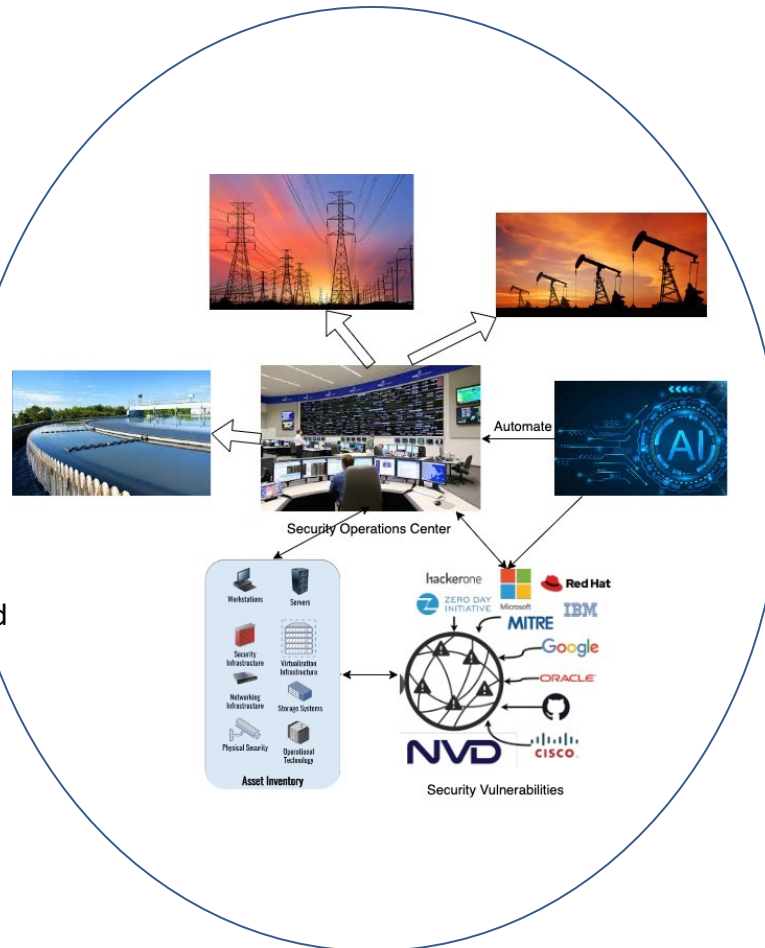 Automate
AI
Security Operations Center
Workstations
Servers
Security
Infrastructure
Virtualization
Infrastructure
Networking
Infrastructure
Storage Systems
Physical Security
Operational
Technology
Asset Inventory
hackerone
ZERO DAY
INITIATIVE
Microsoft
Red Hat
IBM
MITRE
Google
ORACLE
CISCO
NVD
Security Vulnerabilities
d